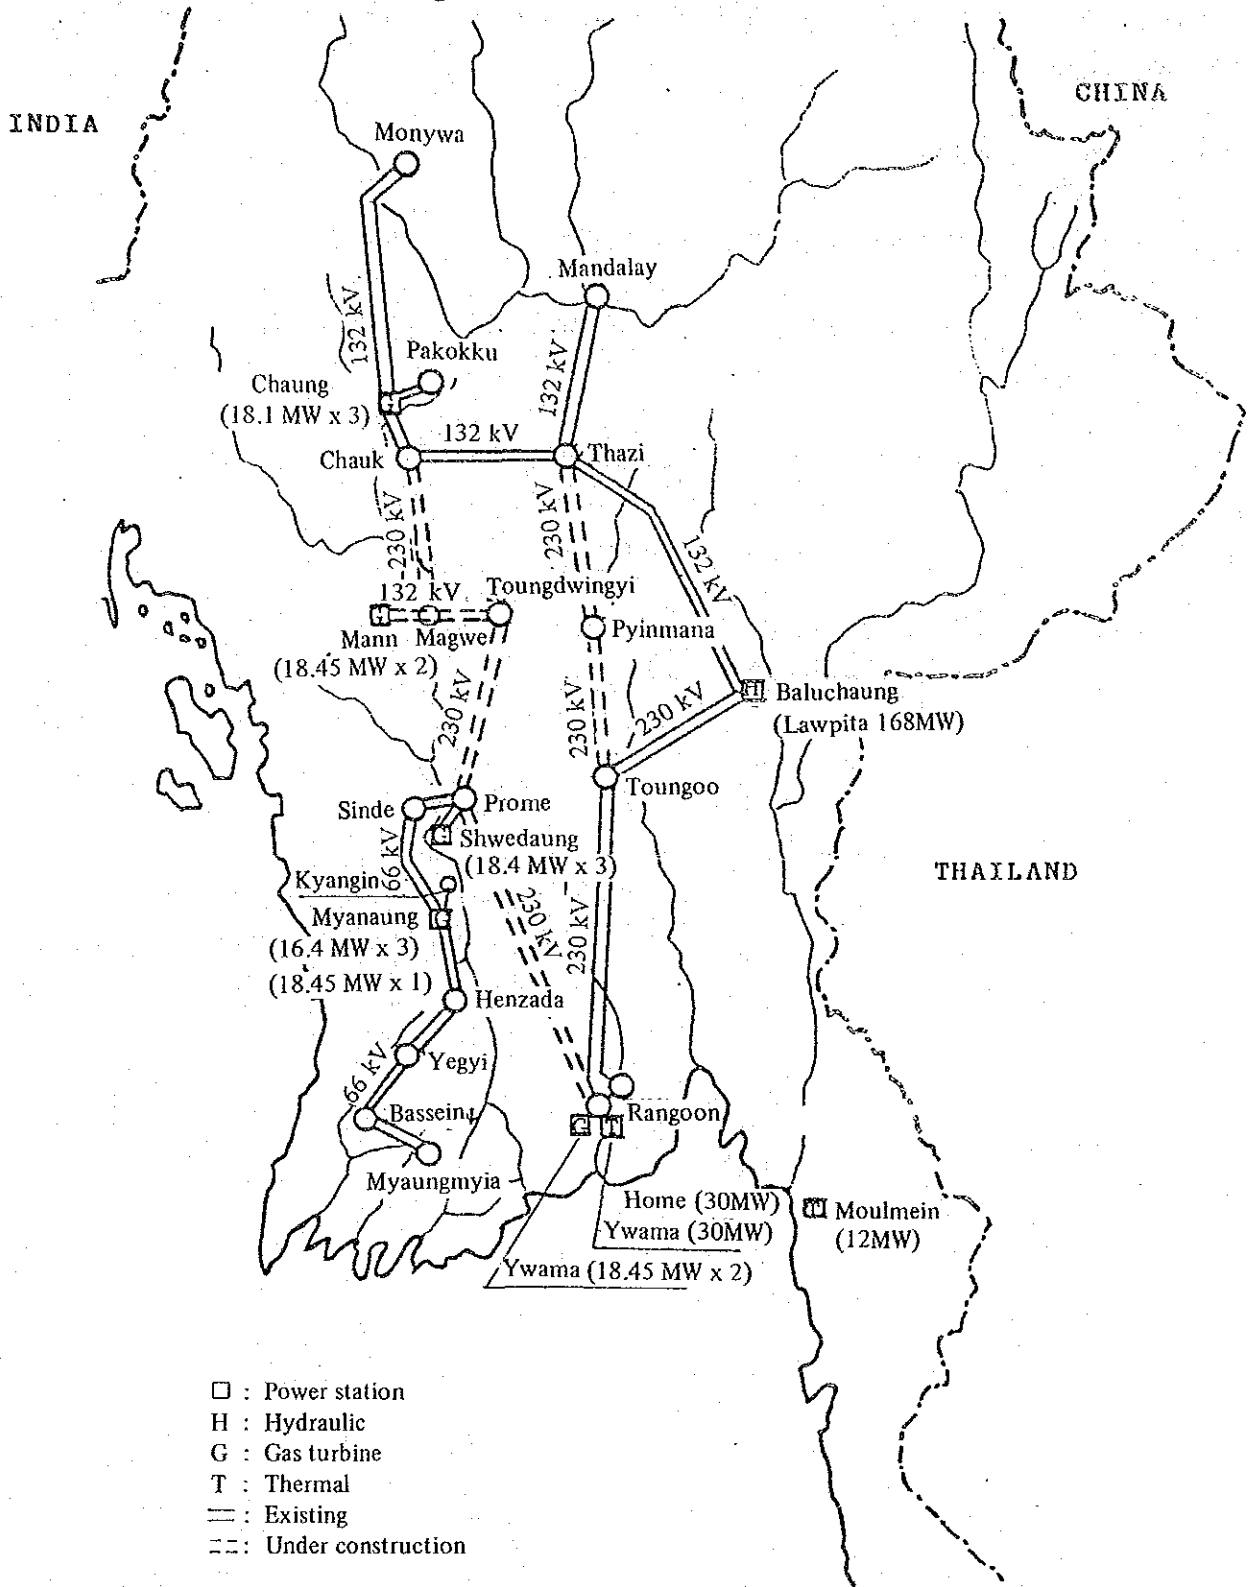 INDIA
CHINA
Monywa
Mandalay
132 kV
Pakokku
132 kV
Chaung
(18.1 MW x 3)
132 kV
Chauk
Thazi
230 kV
230 kV
132 kV
132 kV
Toungdwingyi
Mann
Magwe
(18.45 MW x 2)
Pyinmana
230 kV
230 kV
230 kV
H
Baluchaung
(Lawpita 168MW)
Toungoo
Sinde
Prome
G
Shwedaung
(18.4 MW x 3)
66 kV
Kyangin
THAILAND
Myanaung
G
(16.4 MW x 3)
(18.45 MW x 1)
230 kV
230 kV
Henzada
Yegyi
66 kV
Bassein
Rangoon
G
T
Myaungmyia
Home (30MW)
Ywama (30MW)
T
Moulmein
(12MW)
Ywama (18.45 MW x 2)
□ : Power station
H : Hydraulic
G : Gas turbine
T : Thermal
: Existing
: Under construction